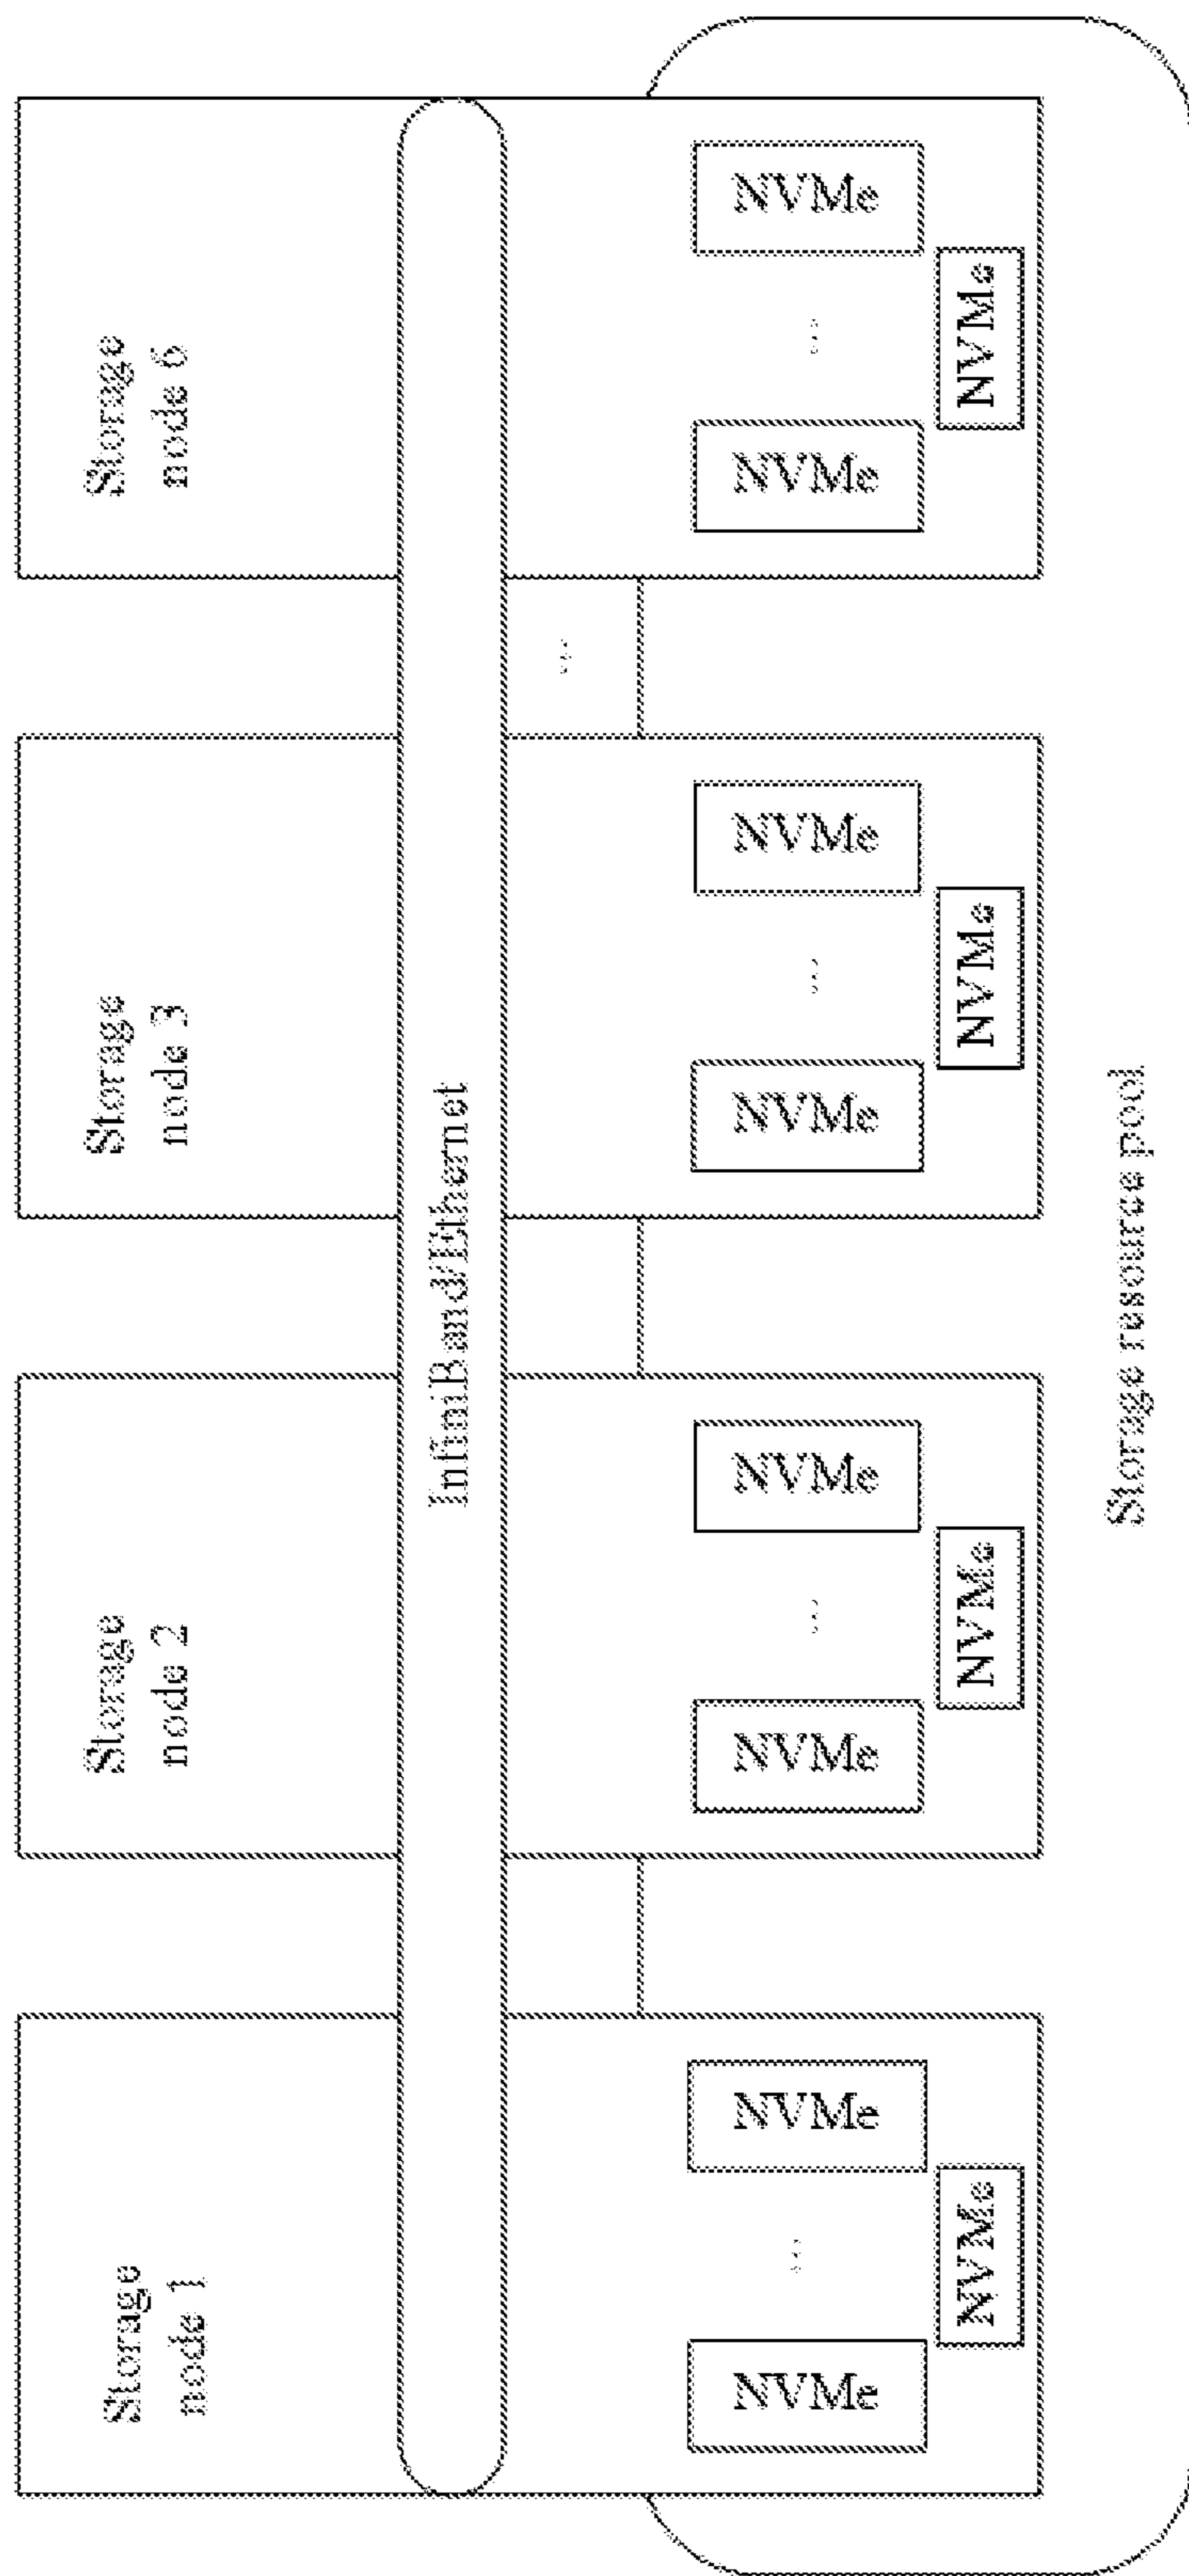 Storage
node 1
Storage
node 2
Storage
node 3
Storage
node 6
InfiniBand/Ethernet
...
NVMe
...
NVMe
NVMe
NVMe
...
NVMe
NVMe
NVMe
...
NVMe
NVMe
NVMe
...
NVMe
NVMe
Storage resource pool